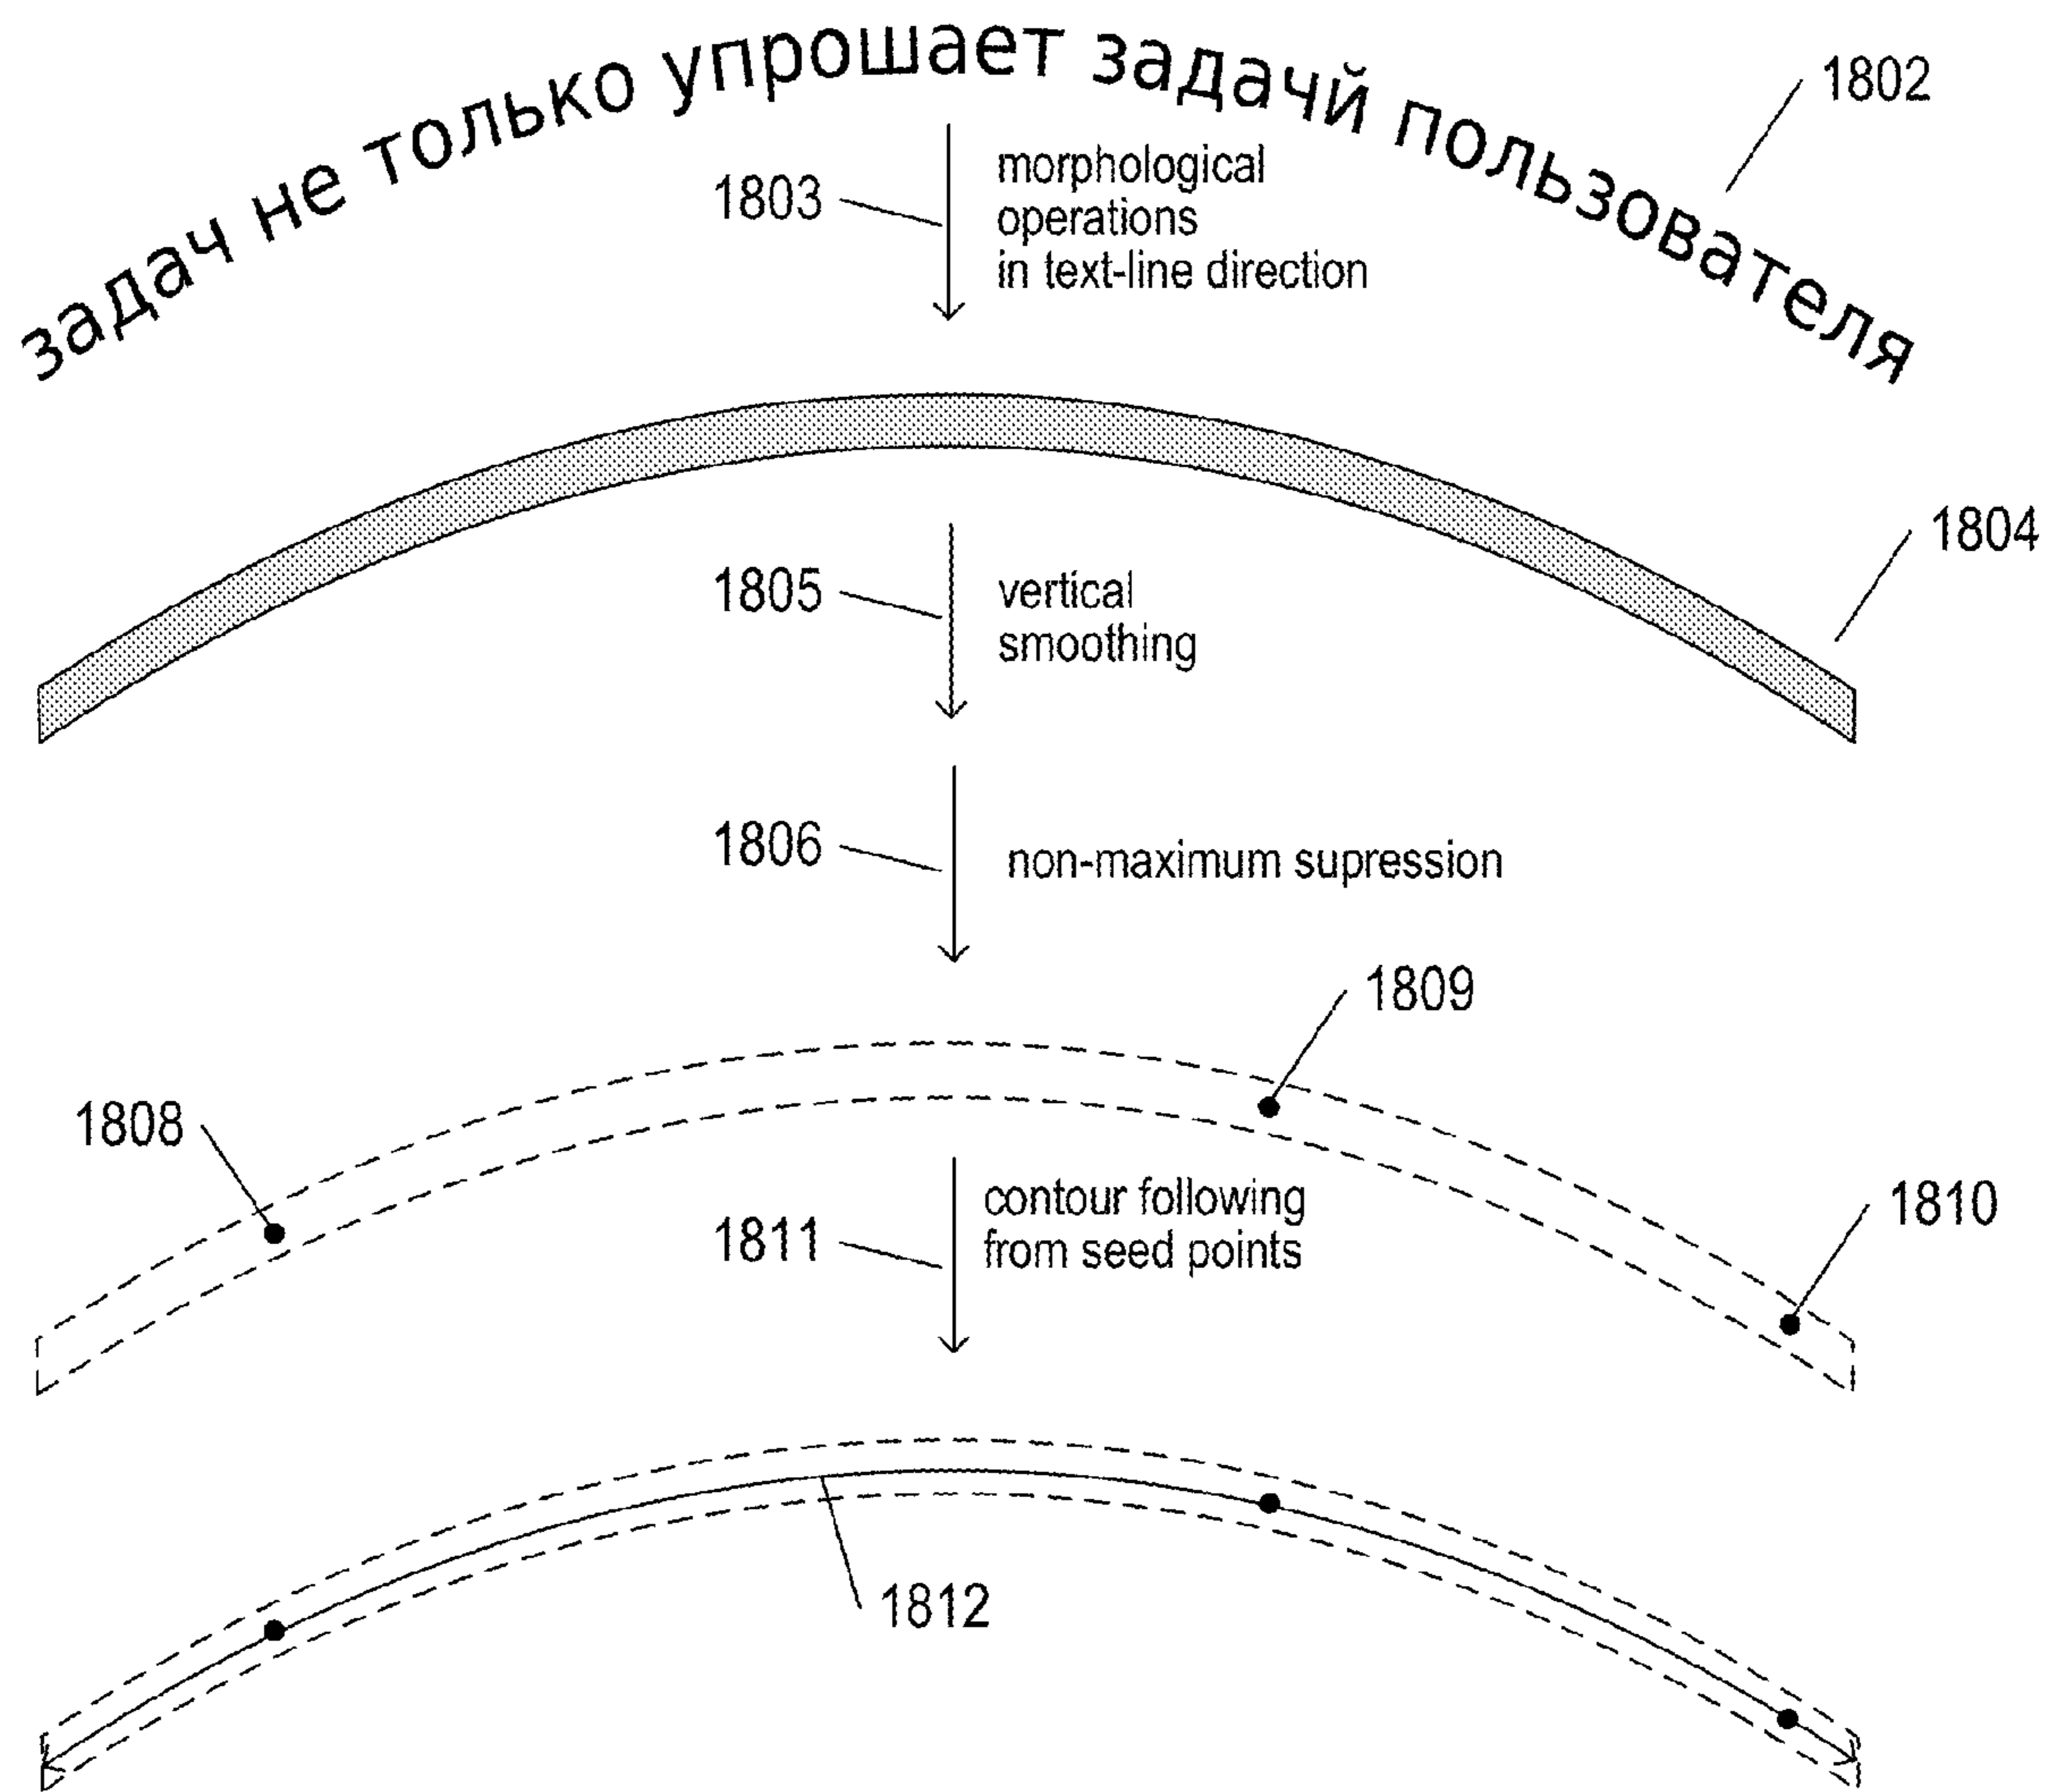 задач не только упрошает задачй пользователя
1802
1803
morphological
operations
in text-line direction
1804
1805
vertical
smoothing
1806
non-maximum supression
1809
1808
1810
1811
contour following
from seed points
1812